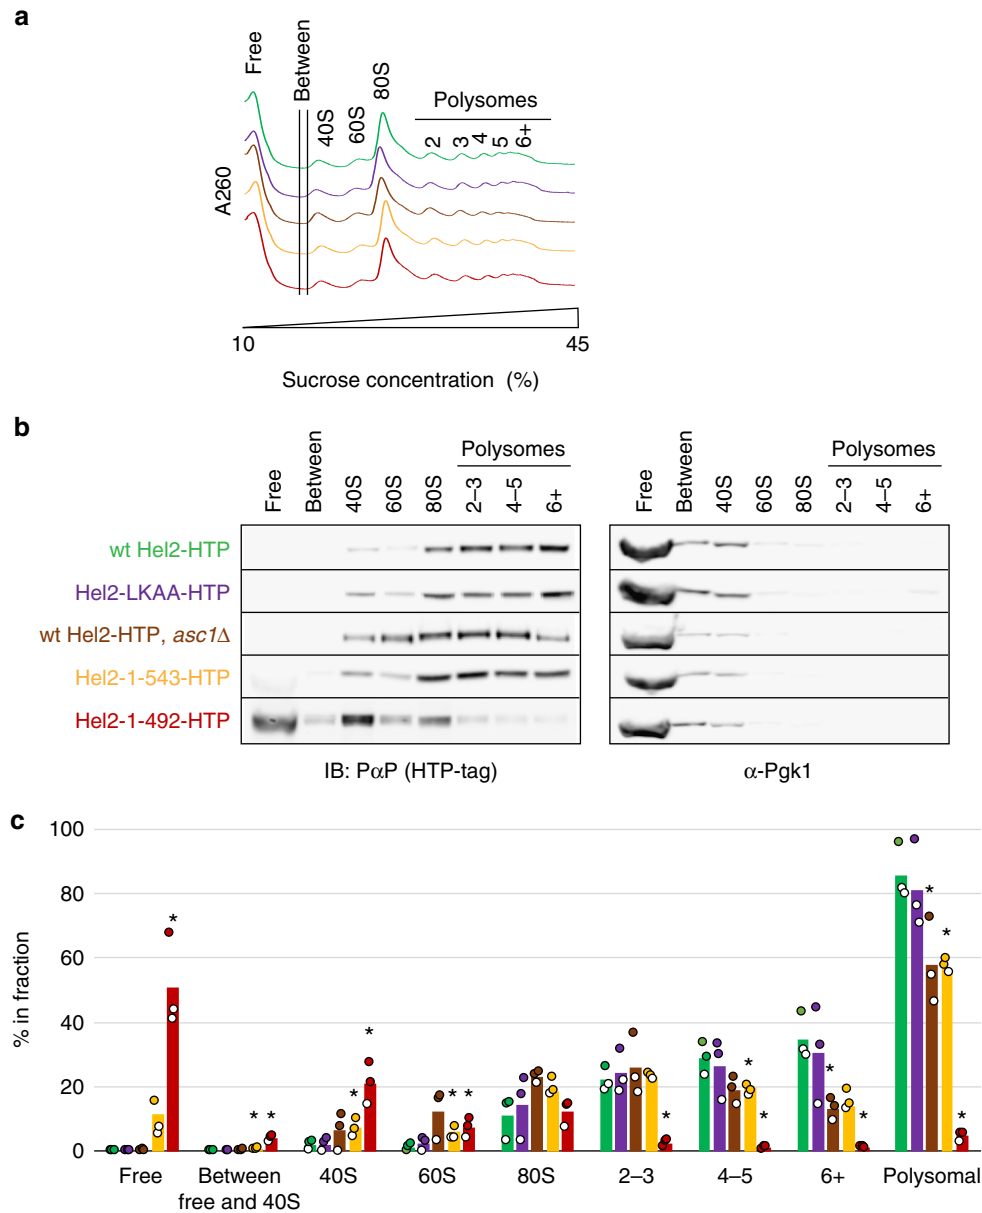 a
Free
Between
40S
60S
80S
Polysomes
2
3
4
5
6+
A260
10
45
Sucrose concentration (%)
b
Free
Between
40S
60S
80S
Polysomes
2–3
4–5
6+
Free
Between
40S
60S
80S
Polysomes
2–3
4–5
6+
wt Hel2-HTP
Hel2-LKAA-HTP
wt Hel2-HTP, asc1Δ
Hel2-1-543-HTP
Hel2-1-492-HTP
IB: PαP (HTP-tag)
α-Pgk1
c
% in fraction
100
80
60
40
20
0
* * * * * * * * * * * * * * *
Free
Between free and 40S
40S
60S
80S
2–3
4–5
6+
Polysomal